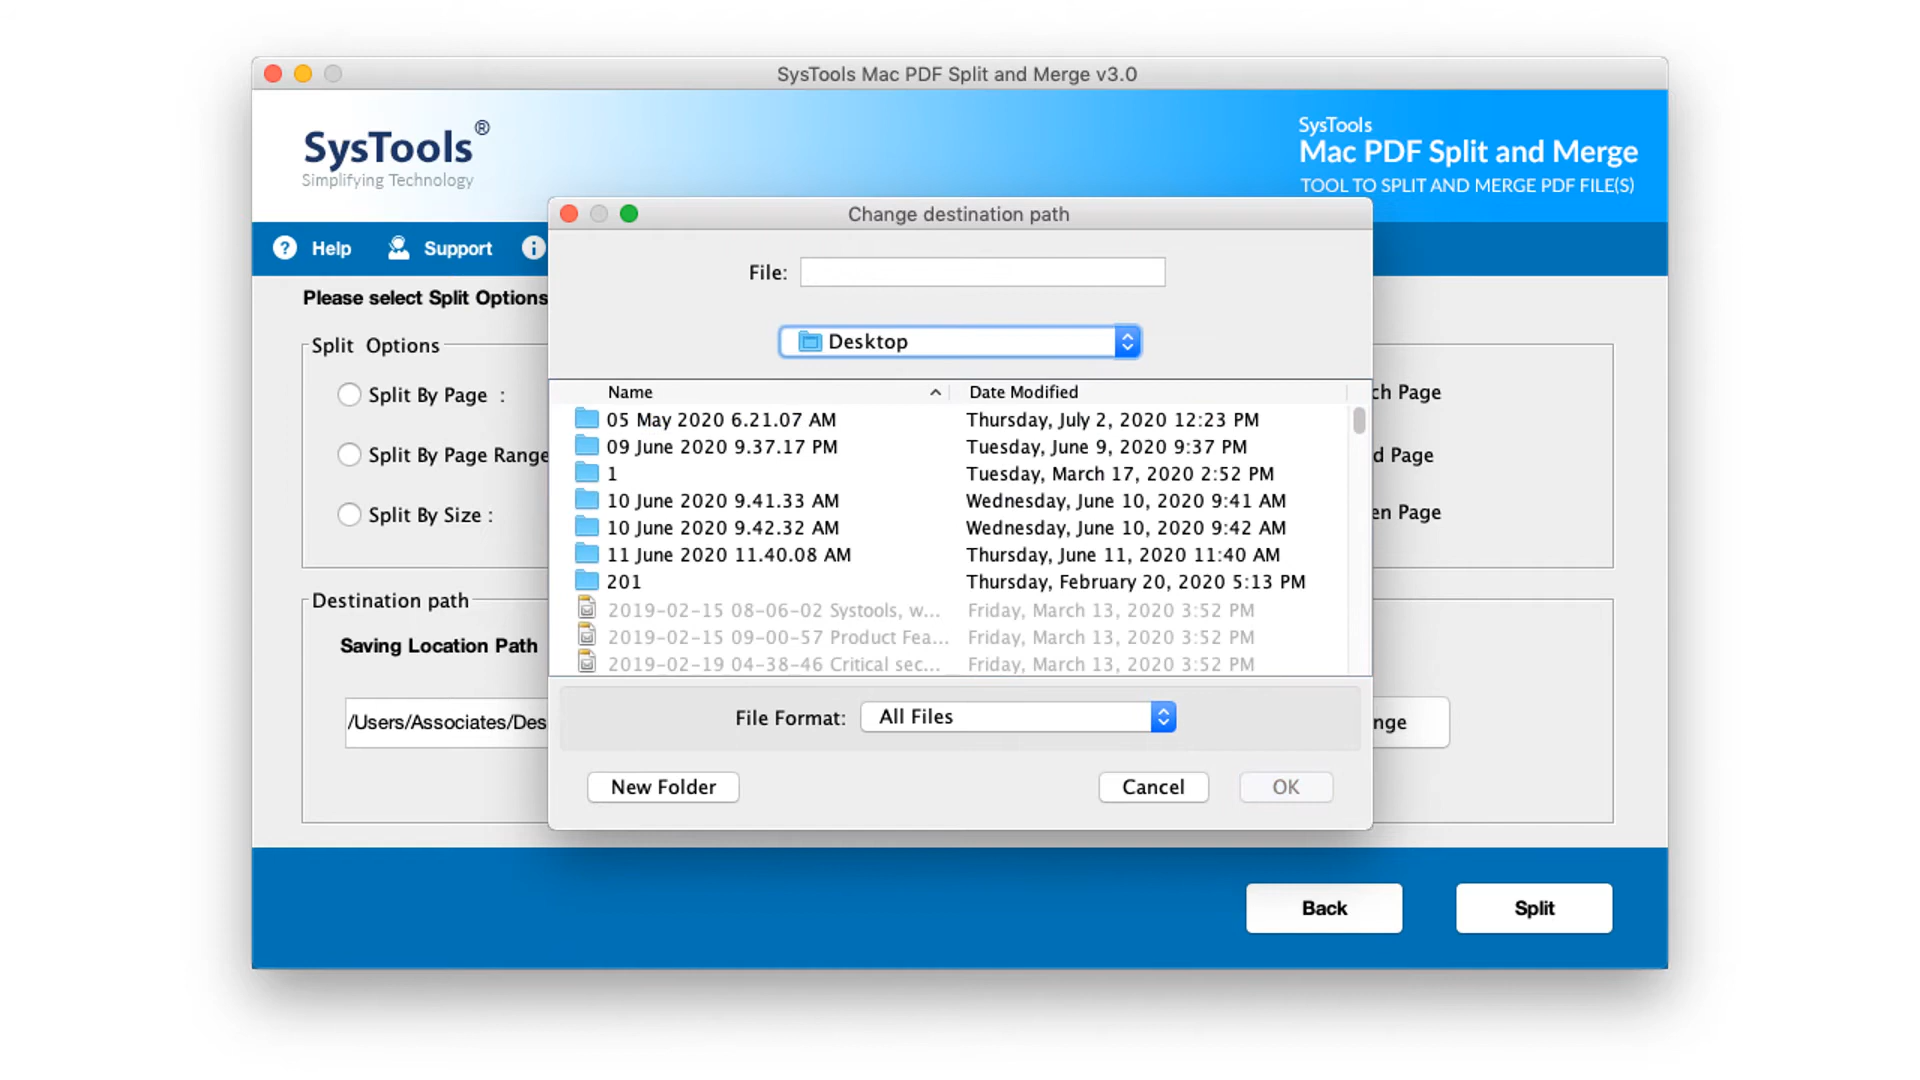 SysTools Mac PDF Split and Merge v3.0
SysTools®
Simplifying Technology
SysTools
Mac PDF Split and Merge
TOOL TO SPLIT AND MERGE PDF FILE(S)
Help
Support
Please select Split Options
Split Options
Split By Page :
Split By Page Range
Split By Size :
ch Page
d Page
en Page
Destination path
Saving Location Path
/Users/Associates/Des
nge
Change destination path
File:
Desktop
Name Date Modified
05 May 2020 6.21.07 AM Thursday, July 2, 2020 12:23 PM
09 June 2020 9.37.17 PM Tuesday, June 9, 2020 9:37 PM
1 Tuesday, March 17, 2020 2:52 PM
10 June 2020 9.41.33 AM Wednesday, June 10, 2020 9:41 AM
10 June 2020 9.42.32 AM Wednesday, June 10, 2020 9:42 AM
11 June 2020 11.40.08 AM Thursday, June 11, 2020 11:40 AM
201 Thursday, February 20, 2020 5:13 PM
2019-02-15 08-06-02 Systools, w... Friday, March 13, 2020 3:52 PM
2019-02-15 09-00-57 Product Fea... Friday, March 13, 2020 3:52 PM
2019-02-19 04-38-46 Critical sec... Friday, March 13, 2020 3:52 PM
File Format: All Files
New Folder
Cancel
OK
Back
Split